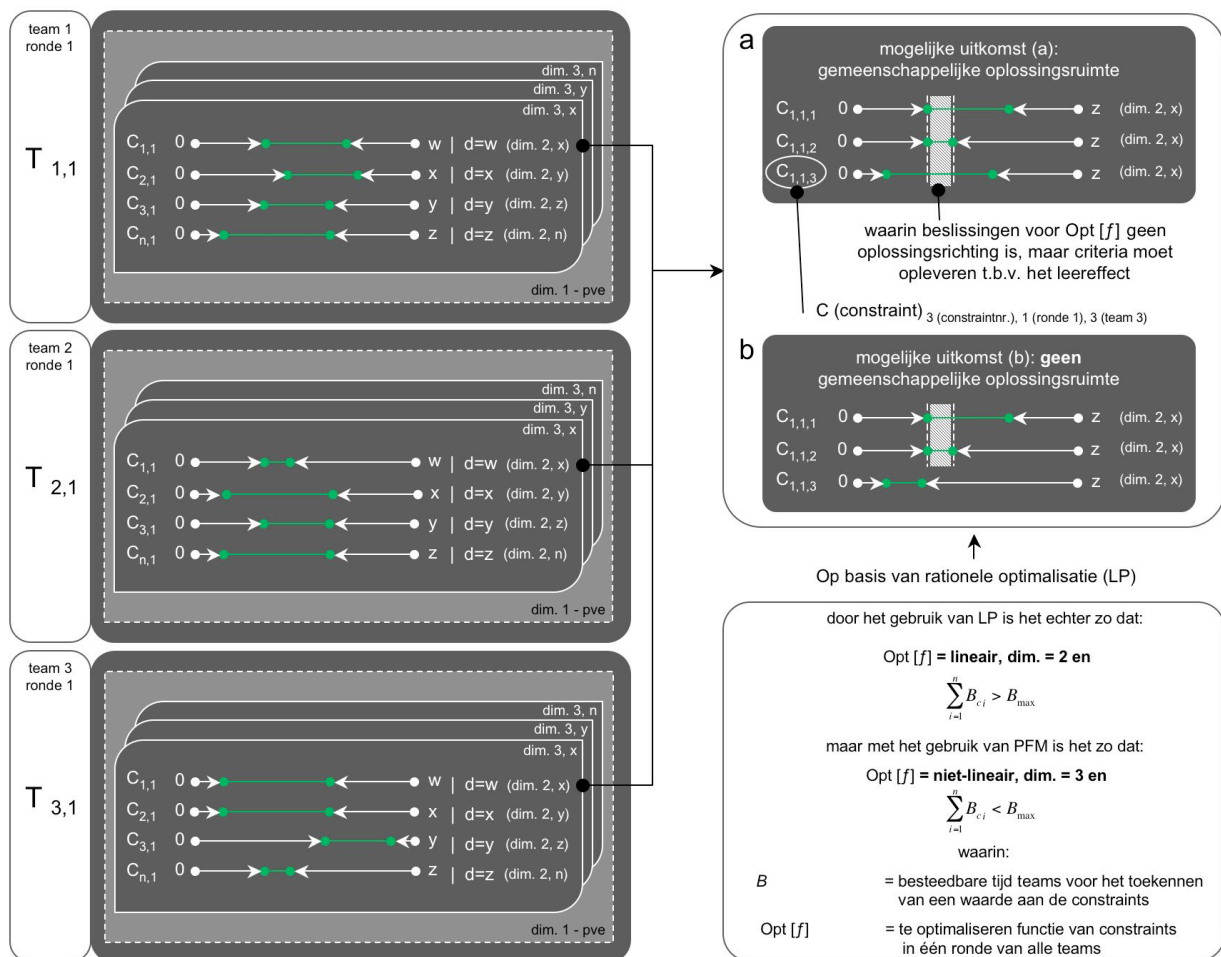 team 1
ronde 1
T 1,1
dim. 3, n
dim. 3, y
dim. 3, x
C1,1 0 w | d=w (dim. 2, x)
C2,1 0 x | d=x (dim. 2, y)
C3,1 0 y | d=y (dim. 2, z)
Cn,1 0 z | d=z (dim. 2, n)
dim. 1 - pve
team 2
ronde 1
T 2,1
dim. 3, n
dim. 3, y
dim. 3, x
C1,1 0 w | d=w (dim. 2, x)
C2,1 0 x | d=x (dim. 2, y)
C3,1 0 y | d=y (dim. 2, z)
Cn,1 0 z | d=z (dim. 2, n)
dim. 1 - pve
team 3
ronde 1
T 3,1
dim. 3, n
dim. 3, y
dim. 3, x
C1,1 0 w | d=w (dim. 2, x)
C2,1 0 x | d=x (dim. 2, y)
C3,1 0 y | d=y (dim. 2, z)
Cn,1 0 z | d=z (dim. 2, n)
dim. 1 - pve
a
mogelijke uitkomst (a):
gemeenschappelijke oplossingsruimte
C1,1,1 0 z (dim. 2, x)
C1,1,2 0 z (dim. 2, x)
C1,1,3 0 z (dim. 2, x)
waarin beslissingen voor Opt [f] geen
oplossingsrichting is, maar criteria moet
opleveren t.b.v. het leereffect
C (constraint) 3 (constraintnr.), 1 (ronde 1), 3 (team 3)
b
mogelijke uitkomst (b): geen
gemeenschappelijke oplossingsruimte
C1,1,1 0 z (dim. 2, x)
C1,1,2 0 z (dim. 2, x)
C1,1,3 0 z (dim. 2, x)
Op basis van rationele optimalisatie (LP)
door het gebruik van LP is het echter zo dat:
Opt [f] = lineair, dim. = 2 en
n ∑ i=1 Bci > Bmax
maar met het gebruik van PFM is het zo dat:
Opt [f] = niet-lineair, dim. = 3 en
n ∑ i=1 Bci < Bmax
waarin:
B = besteedbare tijd teams voor het toekennen
van een waarde aan de constraints
Opt [f] = te optimaliseren functie van constraints
in één ronde van alle teams